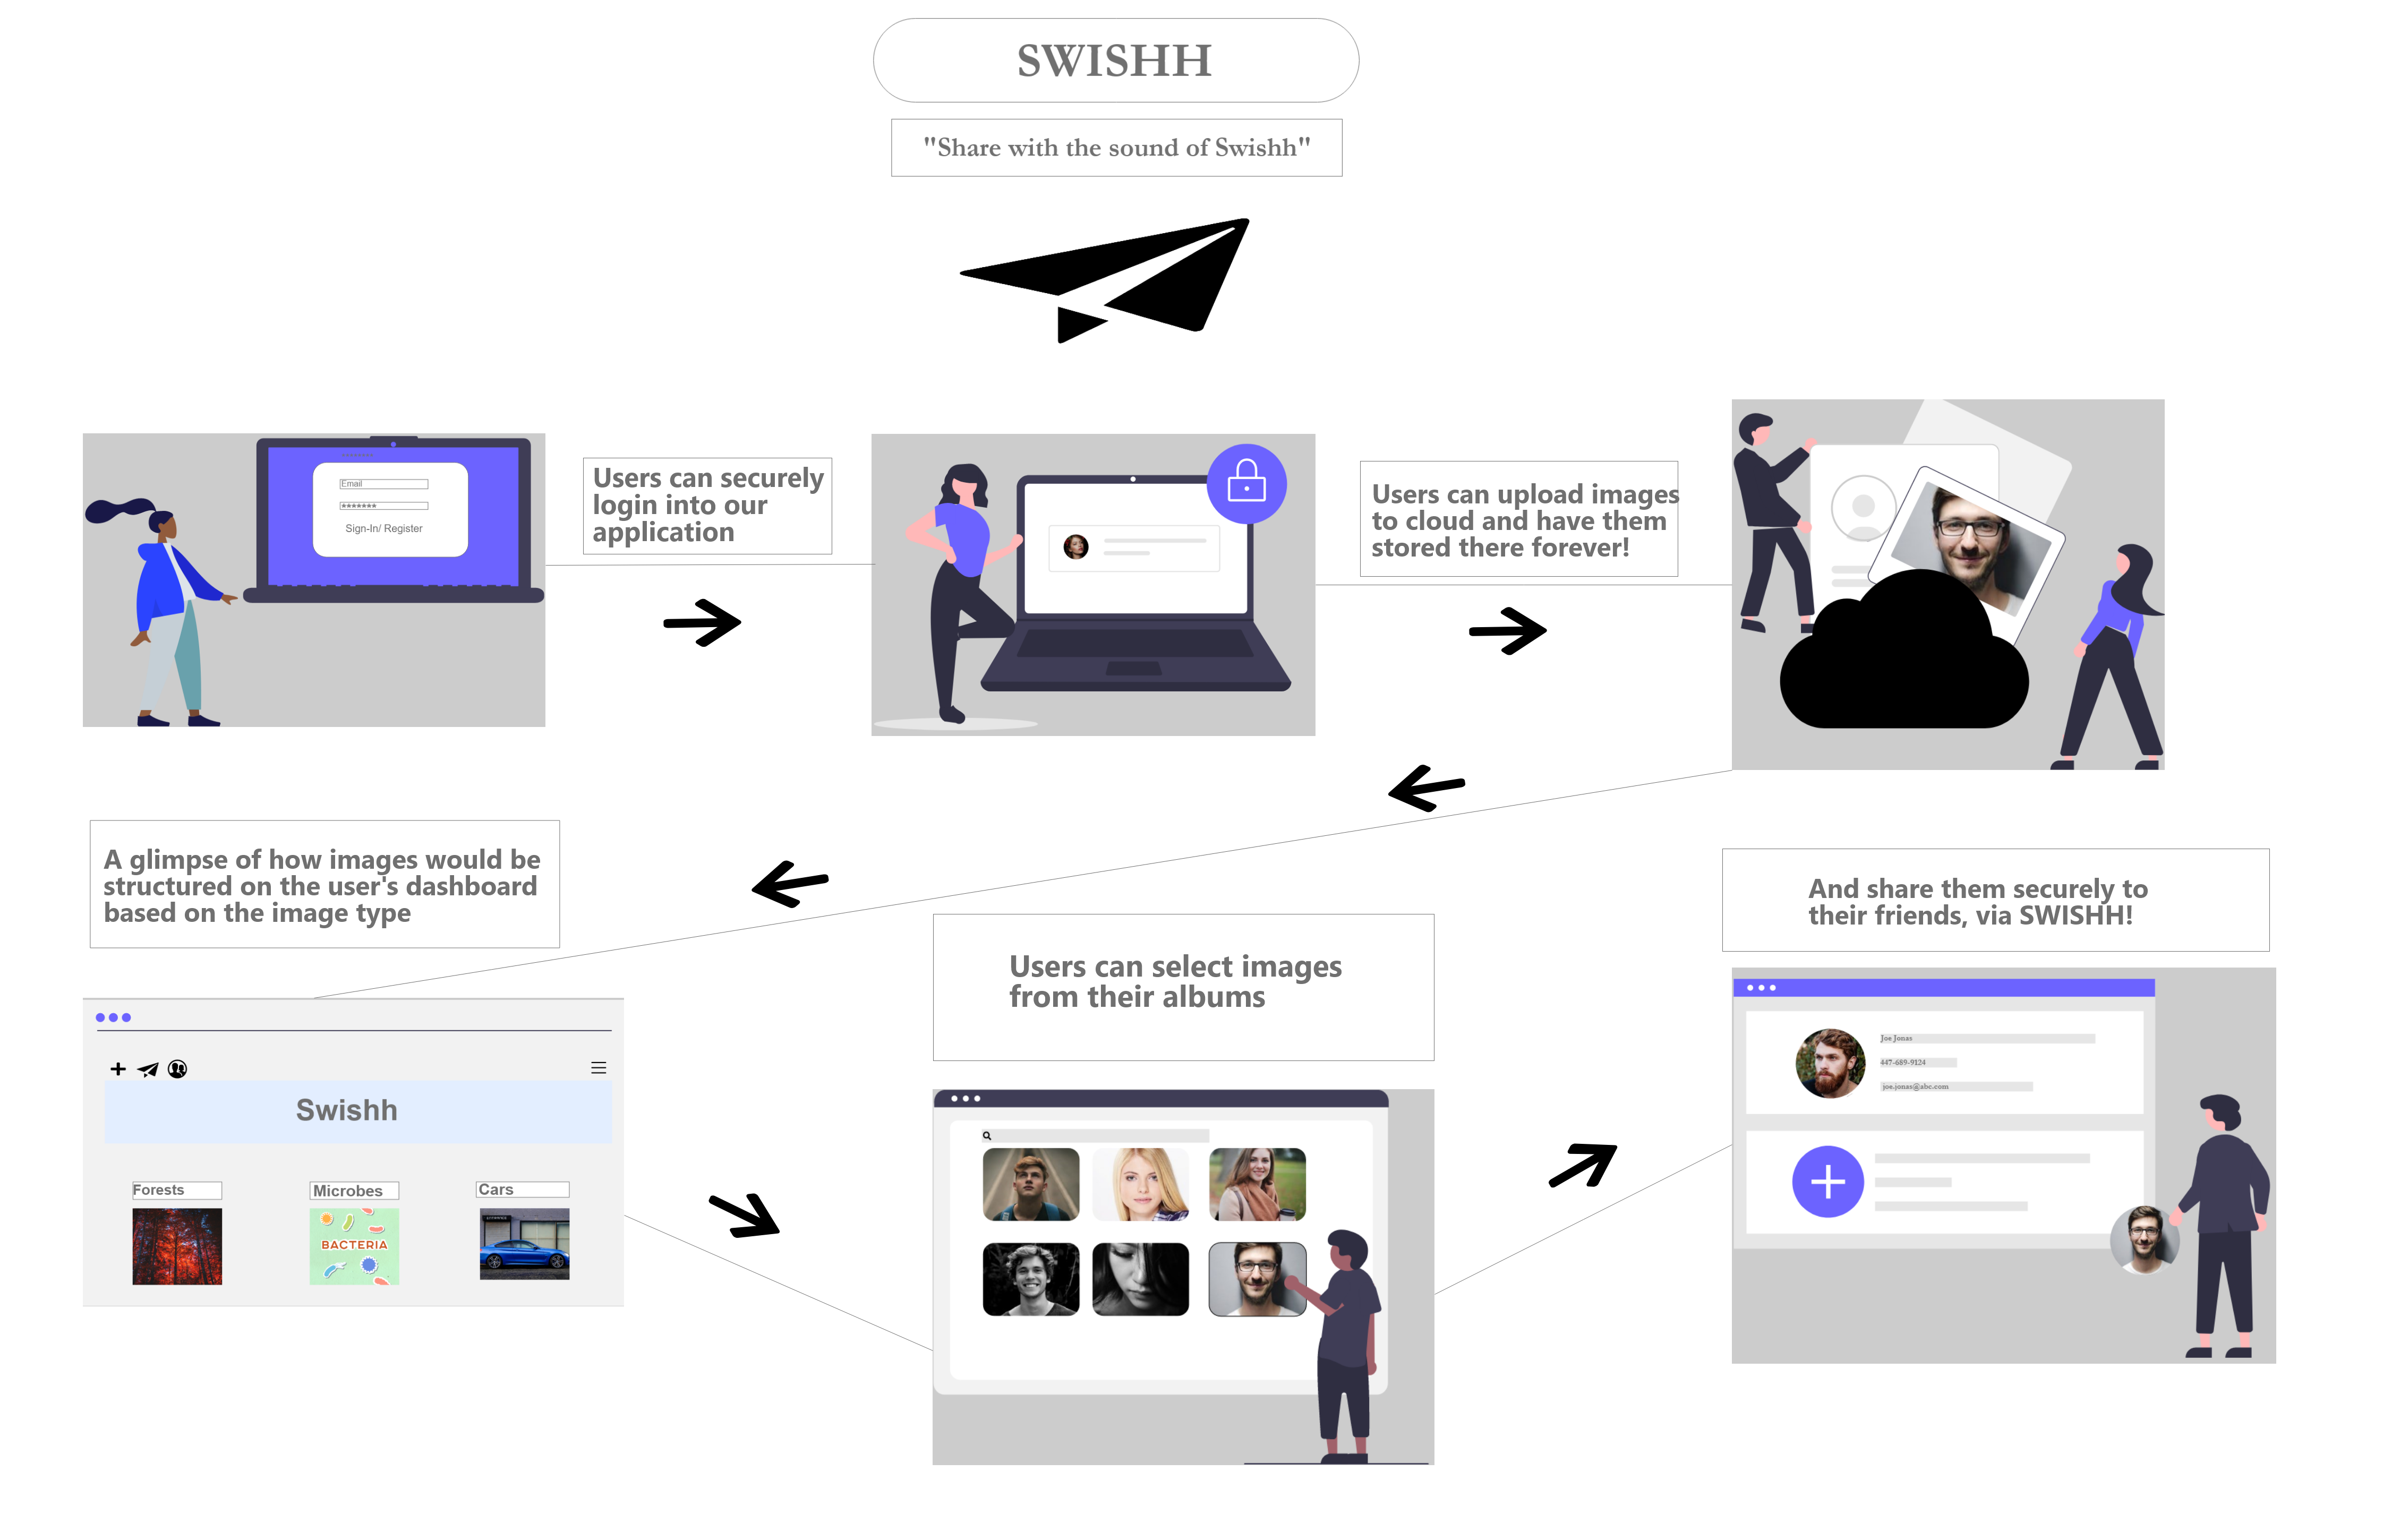 SWISHH
"Share with the sound of Swishh"
Email
*******
Sign-In/ Register
Users can securely
login into our
application
Users can upload images
to cloud and have them
stored there forever!
A glimpse of how images would be
structured on the user's dashboard
based on the image type
Swishh
Forests
Microbes
BACTERIA
Cars
Users can select images
from their albums
And share them securely to
their friends, via SWISHH!
Joe Jonas
447-689-9124
joe.jonas@abc.com